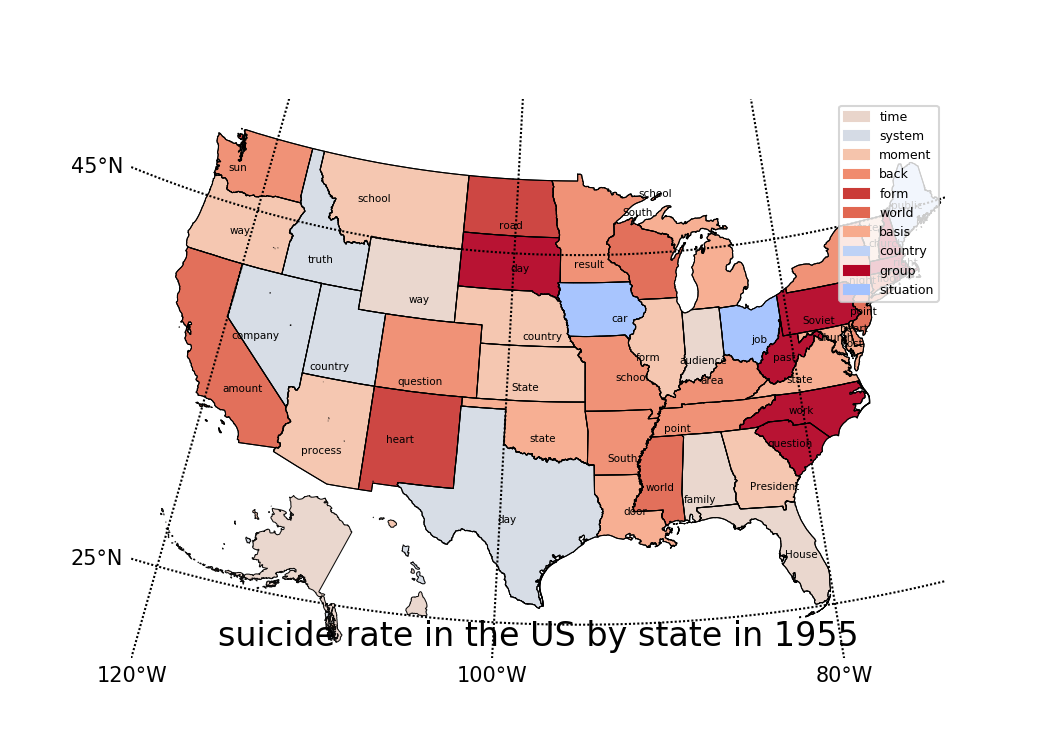 time
system
moment
back
form
world
basis
country
group
situation
45°N
25°N
120°W
100°W
80°W
sun
school
school
road
South
way
truth
day
result
way
company
country
car
job
Soviet
point
country
form
audience
past
amount
question
State
school
area
state
heart
process
state
South
point
work
question
world
family
President
day
door
House
suicide rate in the US by state in 1955